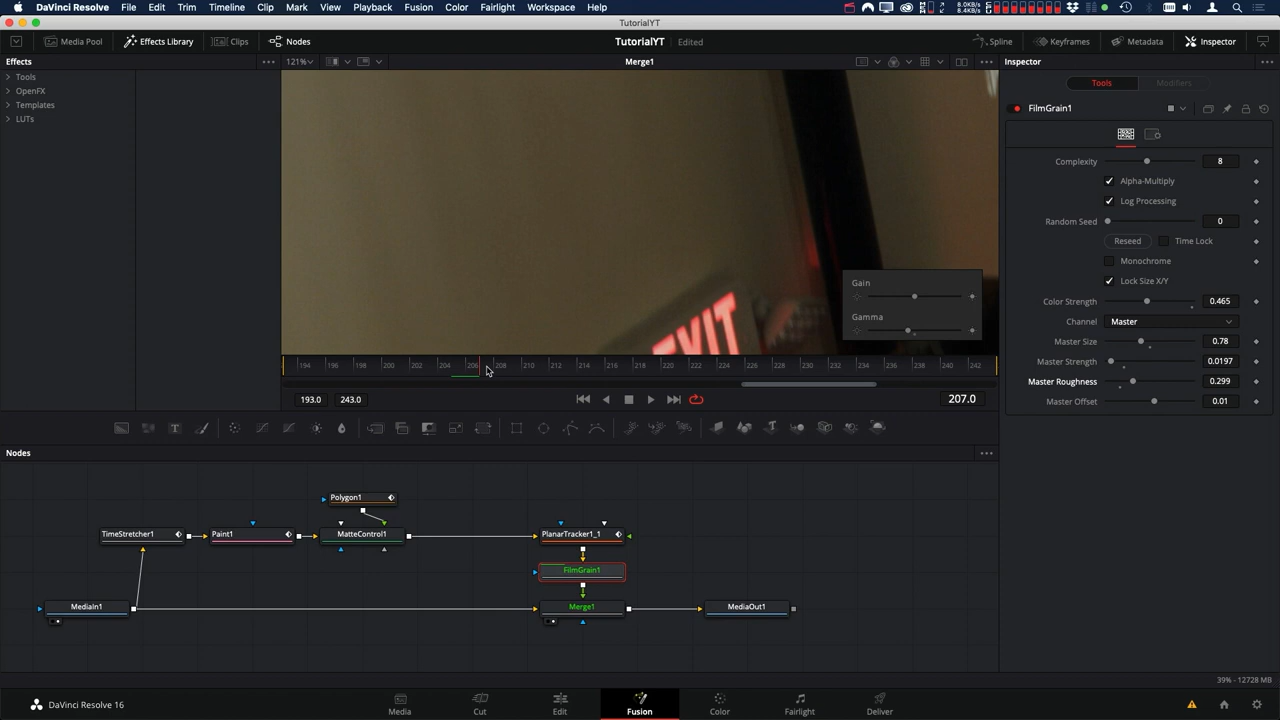 DaVinci Resolve File Edit Trim Timeline Clip Mark View Playback Fusion Color Fairlight Workspace Help
8.0KB/s
8.4KB/s
TutorialYT
Media Pool Effects Library Clips Nodes TutorialYT Edited Spline Keyframes Metadata Inspector
Effects 121% Merge1 Inspector
Tools
OpenFX
Templates
LUTs
EXIT
Gain
Gamma
Tools Modifiers
FilmGrain1
Complexity 8
Alpha-Multiply
Log Processing
Random Seed 0
Reseed Time Lock
Monochrome
Lock Size X/Y
Color Strength 0.465
Channel Master
Master Size 0.78
Master Strength 0.0197
Master Roughness 0.299
Master Offset 0.01
194 196 198 200 202 204 206 208 210 212 214 216 218 220 222 224 226 228 230 232 234 236 238 240 242
193.0 243.0 207.0
Nodes
Polygon1
TimeStretcher1 Paint1 MatteControl1 PlanarTracker1_1
FilmGrain1
MediaIn1 Merge1 MediaOut1
39% - 12728 MB
DaVinci Resolve 16 Media Cut Edit Fusion Color Fairlight Deliver